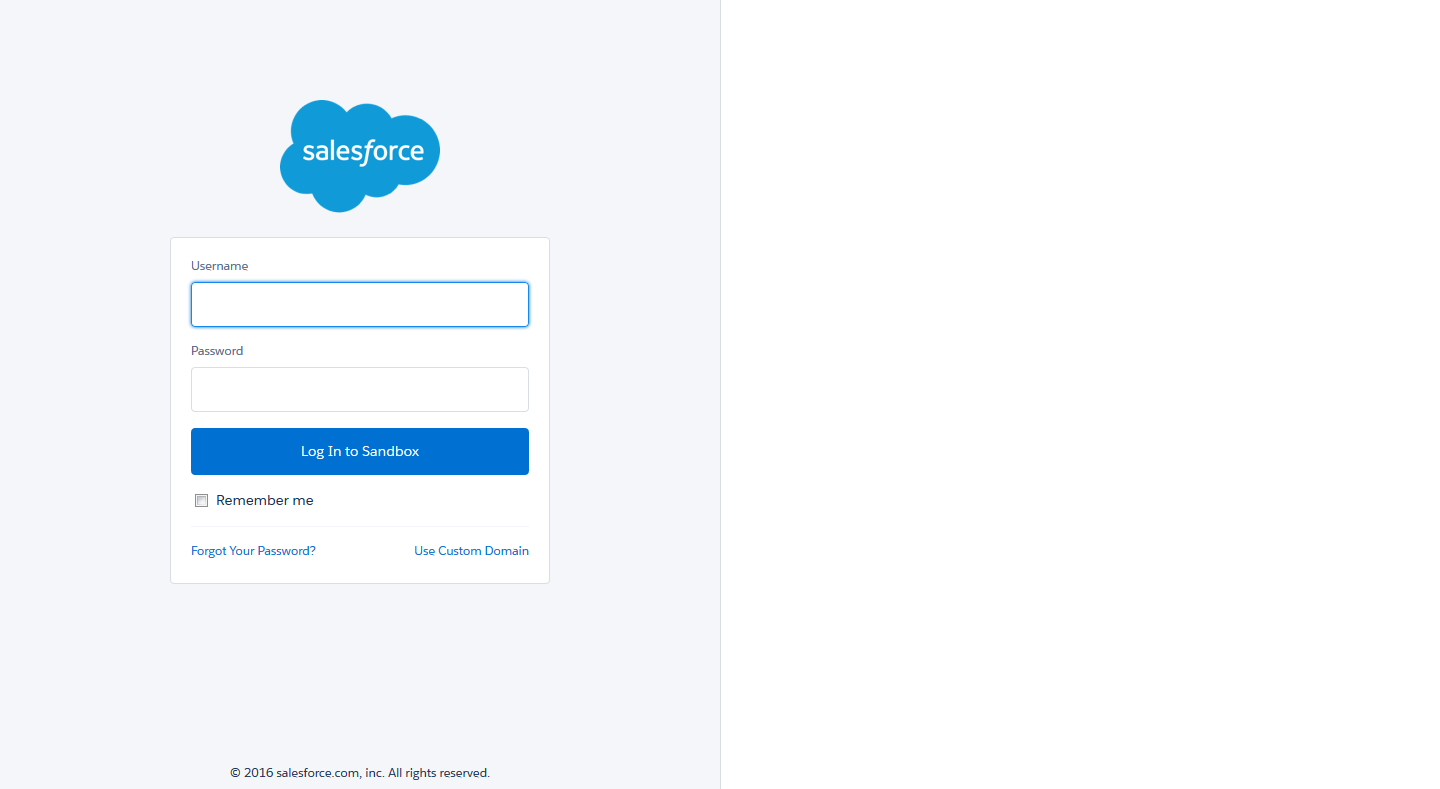 salesforce
Username
Password
Log In to Sandbox
Remember me
Forgot Your Password? Use Custom Domain
© 2016 salesforce.com, inc. All rights reserved.